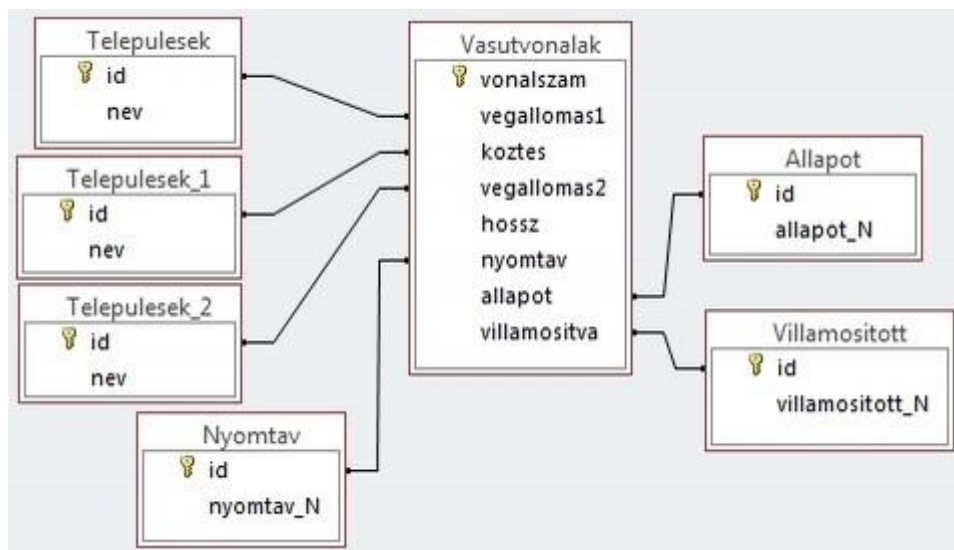 Telepulesek
id
nev
Telepulesek_1
id
nev
Telepulesek_2
id
nev
Nyomtav
id
nyomtav_N
Vasutvonalak
vonalszam
vegallomas1
koztes
vegallomas2
hossz
nyomtav
allapot
villamositva
Allapot
id
allapot_N
Villamositott
id
villamositott_N